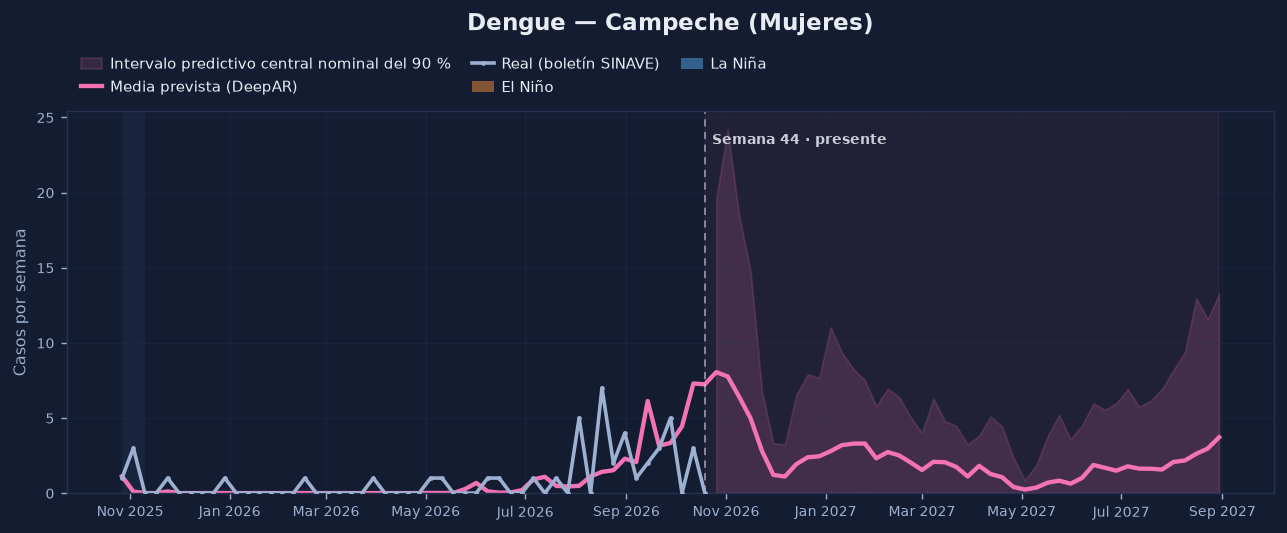 Dengue — Campeche (Mujeres)
Intervalo predictivo central nominal del 90 %
Real (boletín SINAVE)
La Niña
Media prevista (DeepAR)
El Niño
Semana 44 · presente
Casos por semana
25
20
15
10
5
0
Nov 2025
Jan 2026
Mar 2026
May 2026
Jul 2026
Sep 2026
Nov 2026
Jan 2027
Mar 2027
May 2027
Jul 2027
Sep 2027